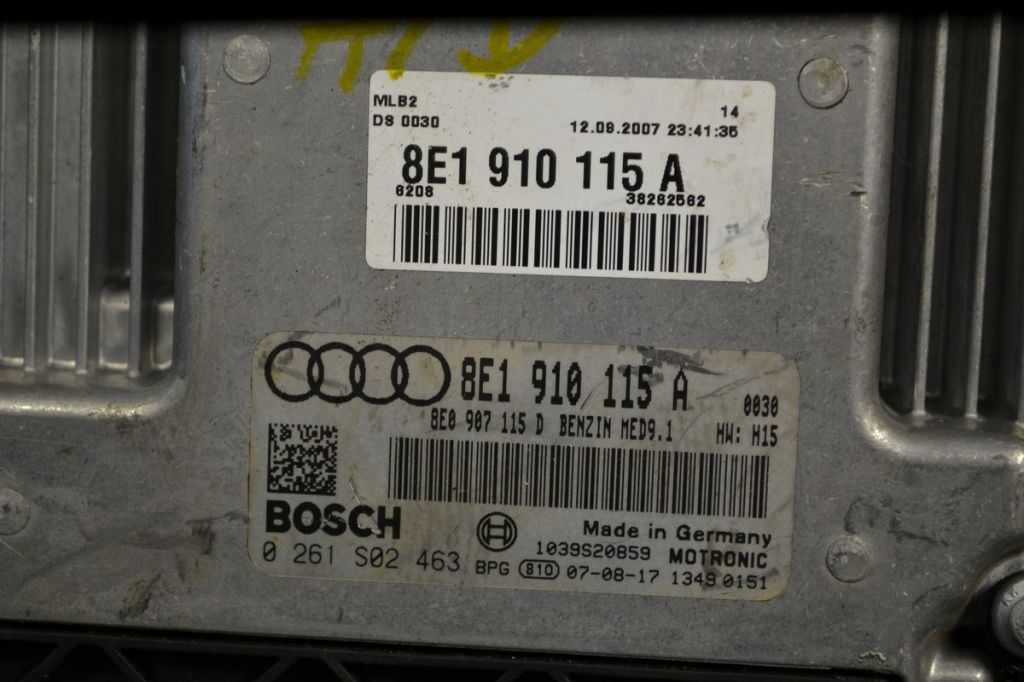 MLB2
14
DS 0030
12.09.2007 23:41:35
8E1 910 115 A
6208
38262562
8E1 910 115 A
0030
8E0 907 115 D BENZIN MED9.1
HW: H15
BOSCH
Made in Germany
0 261 S02 463
1039S20859 MOTRONIC
BPG 810 07-08-17 1349 0151